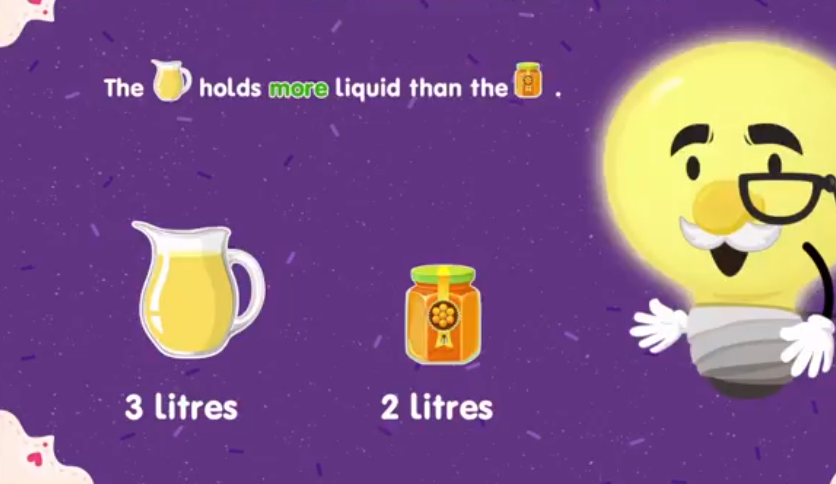 The holds more liquid than the .
3 litres
2 litres